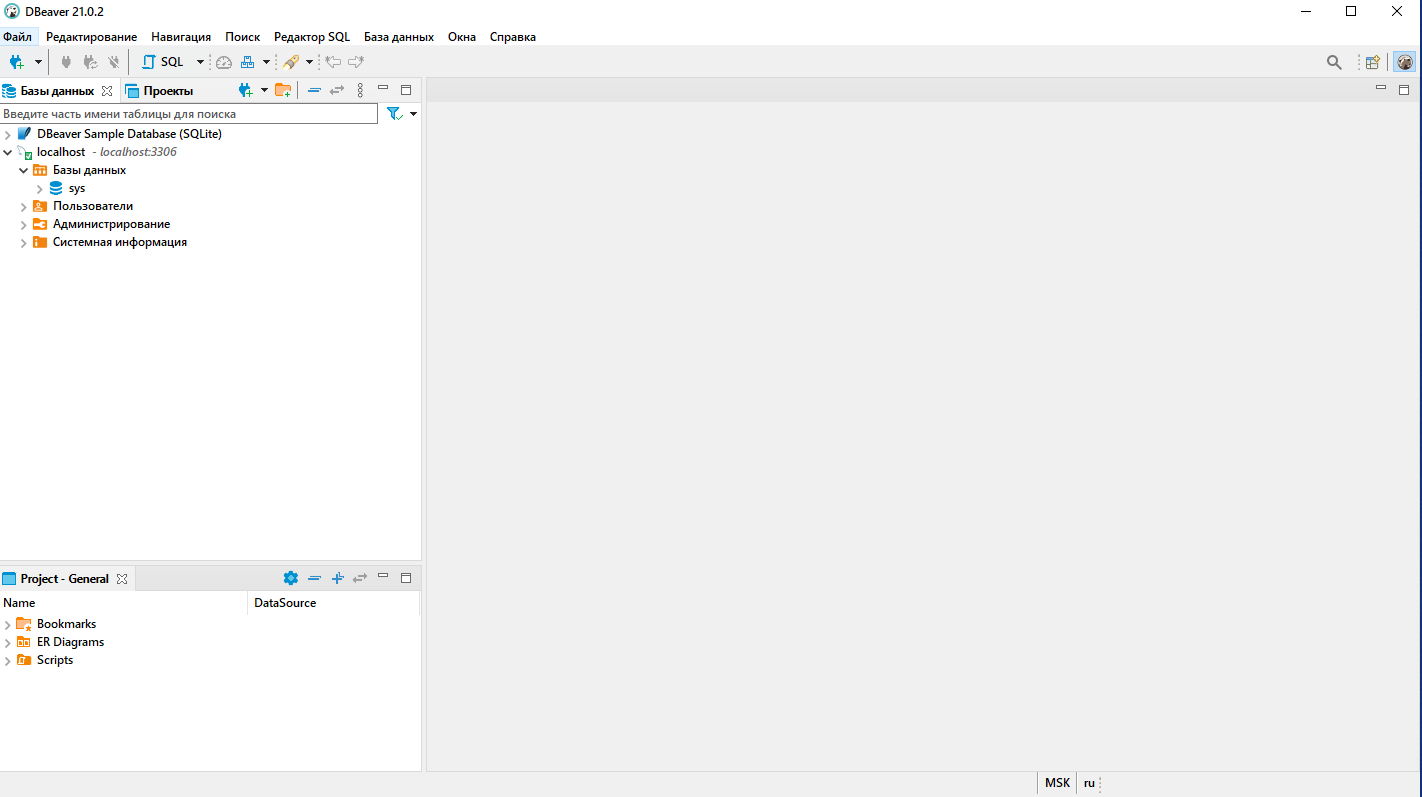 DBeaver 21.0.2
Файл Редактирование Навигация Поиск Редактор SQL База данных Окна Справка
SQL
Базы данных Проекты
Введите часть имени таблицы для поиска
DBeaver Sample Database (SQLite)
localhost - localhost:3306
Базы данных
sys
Пользователи
Администрирование
Системная информация
Project - General
Name DataSource
Bookmarks
ER Diagrams
Scripts
MSK ru